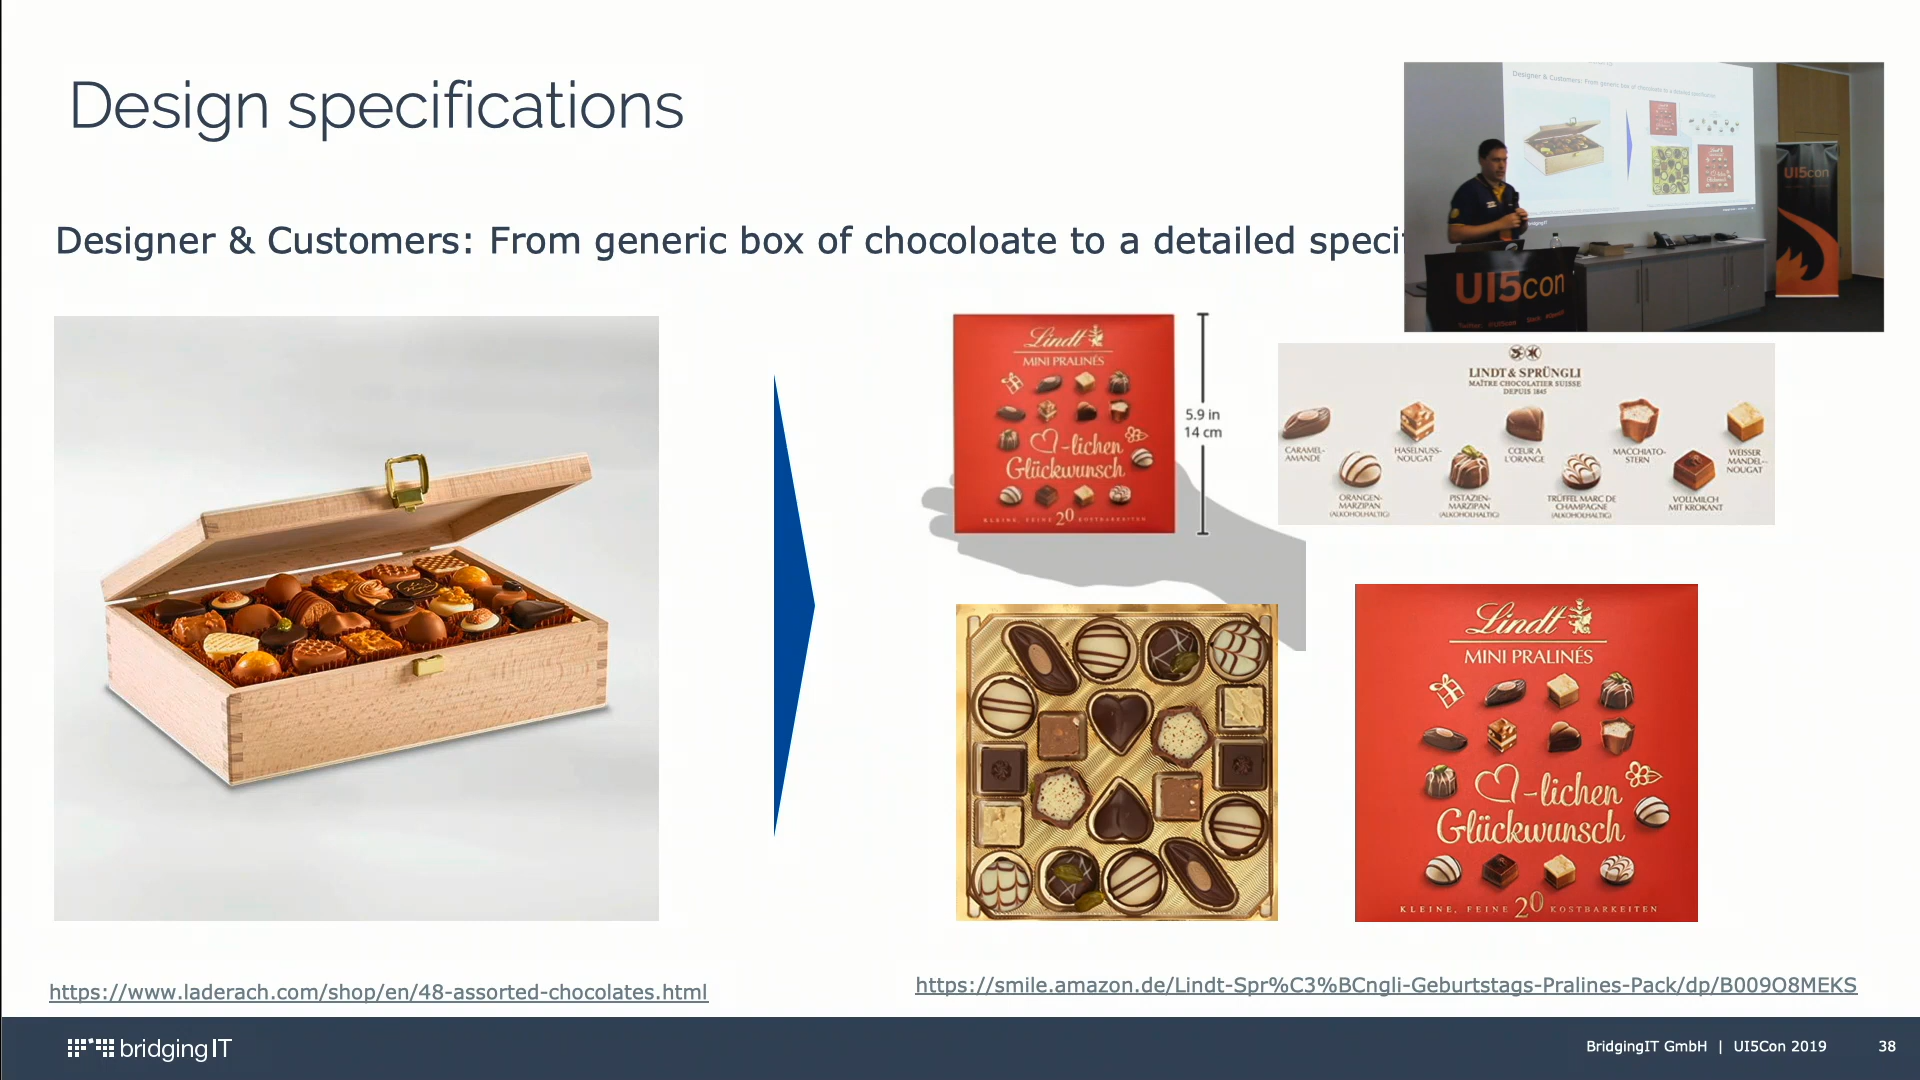 Design specifications
Designer & Customers: From generic box of chocoloate to a detailed speci
UI5con
UI5con
Lindt
MINI PRALINÉS
-lichen
Glückwunsch
KLEINE, FEINE 20 KOSTBARKEITEN
5.9 in
14 cm
LINDT & SPRÜNGLI
MAÎTRE CHOCOLATIER SUISSE
DEPUIS 1845
CARAMEL-
AMANDE
HASELNUSS-
NOUGAT
CŒUR A
L'ORANGE
MACCHIATO-
STERN
WEISSER
MANDEL-
NOUGAT
ORANGEN-
MARZIPAN
(ALKOHOLHALTIG)
PISTAZIEN-
MARZIPAN
(ALKOHOLHALTIG)
TRÜFFEL MARC DE
CHAMPAGNE
(ALKOHOLHALTIG)
VOLLMILCH
MIT KROKANT
Lindt
MINI PRALINÉS
-lichen
Glückwunsch
KLEINE, FEINE 20 KOSTBARKEITEN
https://www.laderach.com/shop/en/48-assorted-chocolates.html
https://smile.amazon.de/Lindt-Spr%C3%BCngli-Geburtstags-Pralines-Pack/dp/B009O8MEKS
bridgingIT
BridgingIT GmbH | UI5Con 2019
38